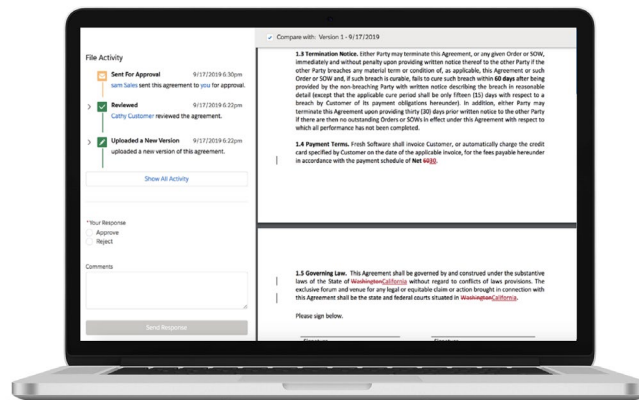 Compare with: Version 1 - 9/17/2019
File Activity
Sent For Approval 9/17/2019 6:30pm
sam Sales sent this agreement to you for approval.
Reviewed 9/17/2019 6:22pm
Cathy Customer reviewed the agreement.
Uploaded a New Version 9/17/2019 6:22pm
uploaded a new version of this agreement.
Show All Activity
*Your Response
Approve
Reject
Comments
Send Response
1.3 Termination Notice. Either Party may terminate this Agreement, or any given Order or SOW,
immediately and without penalty upon providing written notice thereof to the other Party if the
other Party breaches any material term or condition of, as applicable, this Agreement or such
Order or SOW and, if such breach is curable, fails to cure such breach within 60 days after being
provided by the non-breaching Party with written notice describing the breach in reasonable
detail (except that the applicable cure period shall be only fifteen (15) days with respect to a
breach by Customer of its payment obligations hereunder). In addition, either Party may
terminate this Agreement upon providing thirty (30) days prior written notice to the other Party
if there are then no outstanding Orders or SOWs in effect under this Agreement with respect to
which all performance has not been completed.
1.4 Payment Terms. Fresh Software shall invoice Customer, or automatically charge the credit
card specified by Customer on the date of the applicable invoice, for the fees payable hereunder
in accordance with the payment schedule of Net 6030.
1.5 Governing Law. This Agreement shall be governed by and construed under the substantive
laws of the State of WashingtonCalifornia without regard to conflicts of laws provisions. The
exclusive forum and venue for any legal or equitable claim or action brought in connection with
this Agreement shall be the state and federal courts situated in WashingtonCalifornia.
Please sign below.